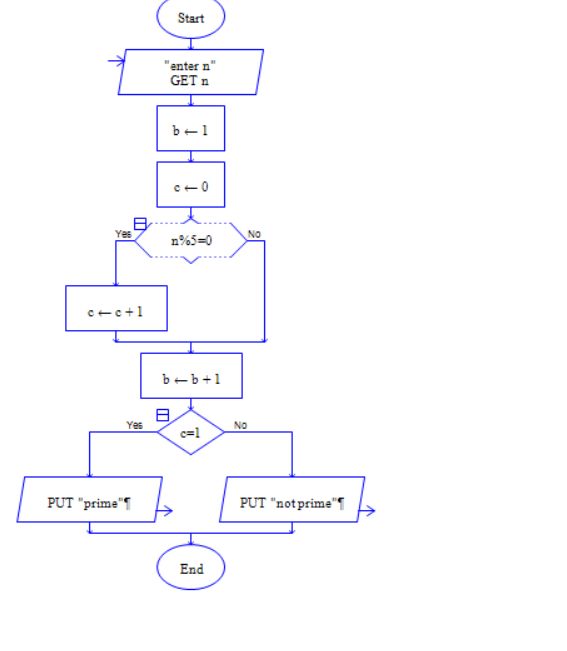 Start
"enter n"
GET n
b ← 1
c ← 0
Yes
No
n%5=0
c ← c + 1
b ← b + 1
Yes
No
c=1
PUT "prime"¶
PUT "not prime"¶
End